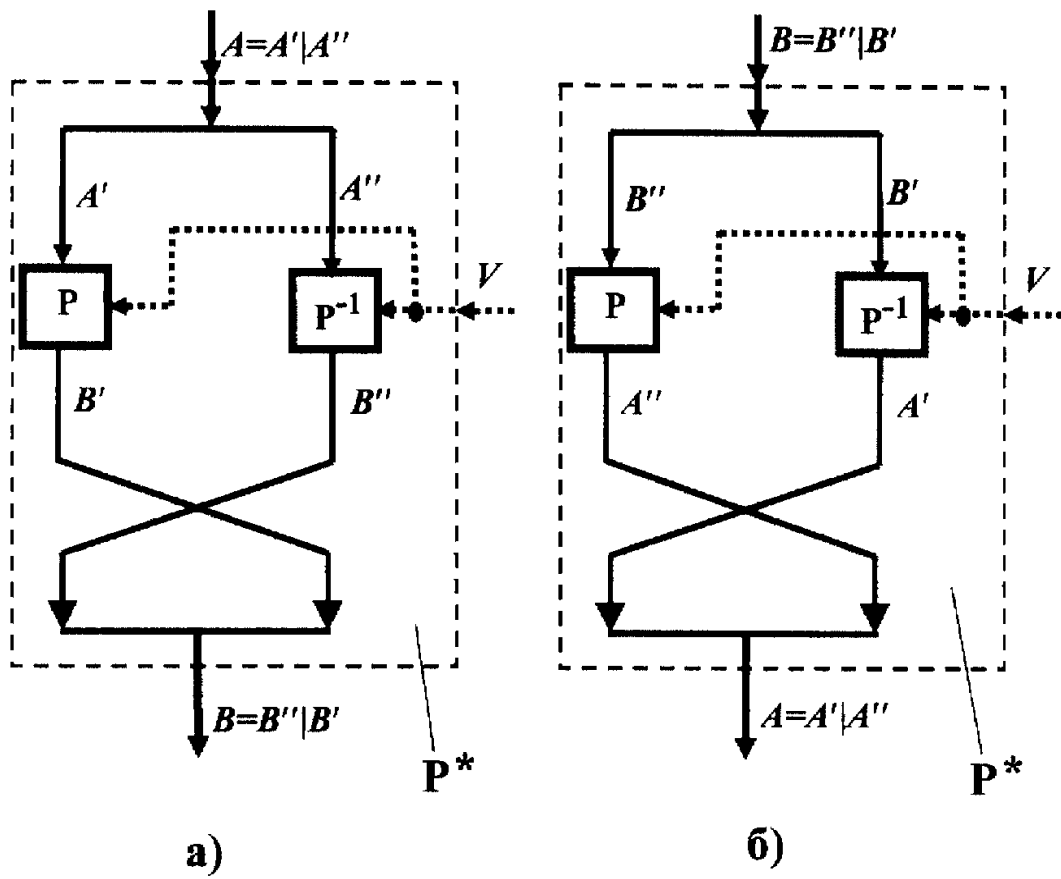 A=A'|A''
A'
A''
V
P
P⁻¹
B'
B''
B=B''|B'
P*
а)
B=B''|B'
B''
B'
V
P
P⁻¹
A''
A'
A=A'|A''
P*
б)